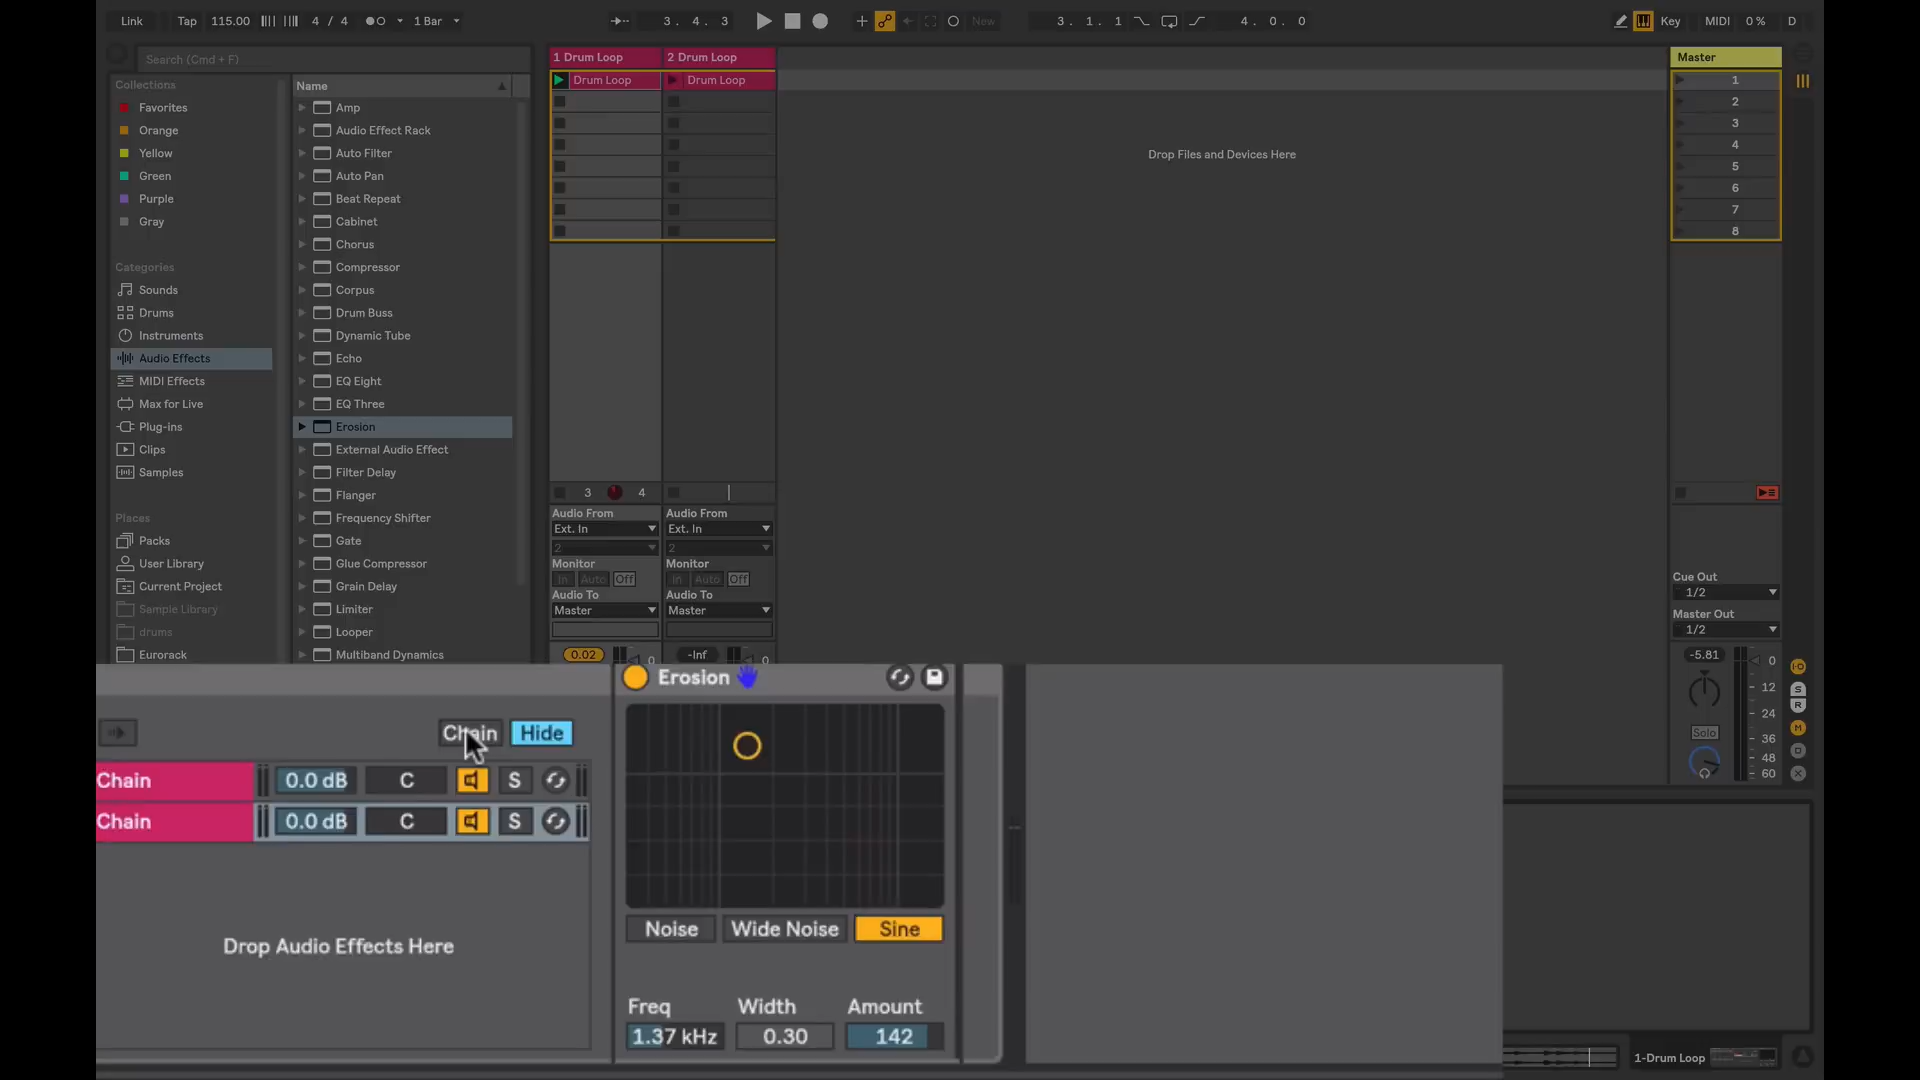 Link Tap 115.00 4 / 4 1 Bar 3. 4. 3 New 3. 1. 1 4. 0. 0 Key MIDI 0 % D
Search (Cmd + F)
Collections
Favorites
Orange
Yellow
Green
Purple
Gray
Categories
Sounds
Drums
Instruments
Audio Effects
MIDI Effects
Max for Live
Plug-ins
Clips
Samples
Places
Packs
User Library
Current Project
Sample Library
drums
Eurorack
Name
Amp
Audio Effect Rack
Auto Filter
Auto Pan
Beat Repeat
Cabinet
Chorus
Compressor
Corpus
Drum Buss
Dynamic Tube
Echo
EQ Eight
EQ Three
Erosion
External Audio Effect
Filter Delay
Flanger
Frequency Shifter
Gate
Glue Compressor
Grain Delay
Limiter
Looper
Multiband Dynamics
1 Drum Loop 2 Drum Loop
Drum Loop Drum Loop
Drop Files and Devices Here
3 4
Audio From Audio From
Ext. In Ext. In
2 2
Monitor Monitor
In Auto Off In Auto Off
Audio To Audio To
Master Master
0.02 0 -Inf 0
Master
1
2
3
4
5
6
7
8
Cue Out
1/2
Master Out
1/2
-5.81 0
12
24
36
48
60
Solo
S
R
M
D
X
Erosion
Chain Hide
Chain 0.0 dB C S
Chain 0.0 dB C S
Drop Audio Effects Here
Noise Wide Noise Sine
Freq Width Amount
1.37 kHz 0.30 142
1-Drum Loop